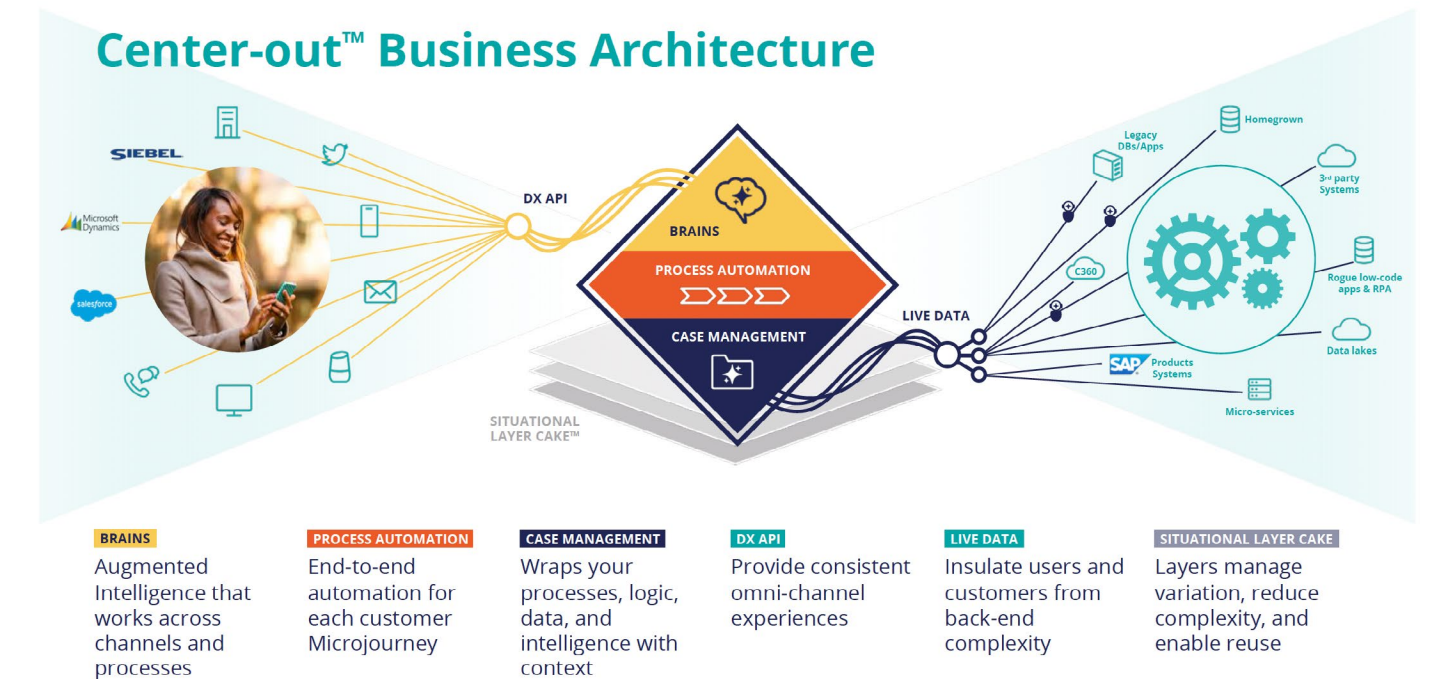 Center-out™ Business Architecture
SIEBEL
Microsoft
Dynamics
salesforce
DX API
BRAINS
PROCESS AUTOMATION
CASE MANAGEMENT
SITUATIONAL
LAYER CAKE™
LIVE DATA
C360
Legacy
DBs/Apps
Homegrown
3rd party
Systems
Rogue low-code
apps & RPA
Data lakes
SAP
Products
Systems
Micro-services
BRAINS
Augmented
Intelligence that
works across
channels and
processes
PROCESS AUTOMATION
End-to-end
automation for
each customer
Microjourney
CASE MANAGEMENT
Wraps your
processes, logic,
data, and
intelligence with
context
DX API
Provide consistent
omni-channel
experiences
LIVE DATA
Insulate users and
customers from
back-end
complexity
SITUATIONAL LAYER CAKE
Layers manage
variation, reduce
complexity, and
enable reuse